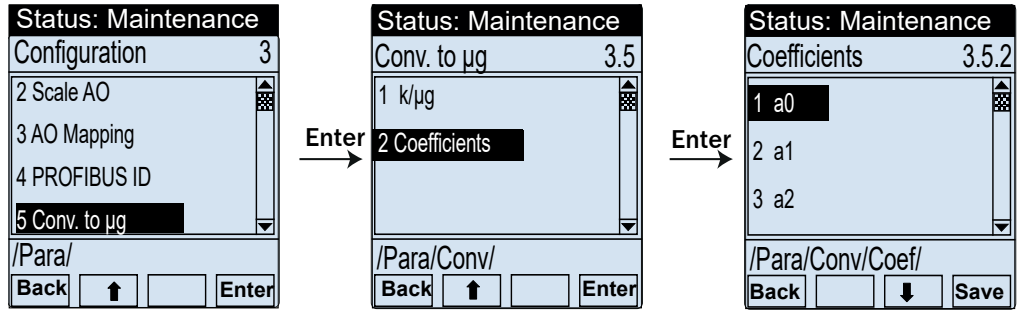 Status: Maintenance
Configuration 3
2 Scale AO
3 AO Mapping
4 PROFIBUS ID
5 Conv. to µg
/Para/
Back Enter
Enter
Status: Maintenance
Conv. to µg 3.5
1 k/µg
2 Coefficients
/Para/Conv/
Back Enter
Enter
Status: Maintenance
Coefficients 3.5.2
1 a0
2 a1
3 a2
/Para/Conv/Coef/
Back Save